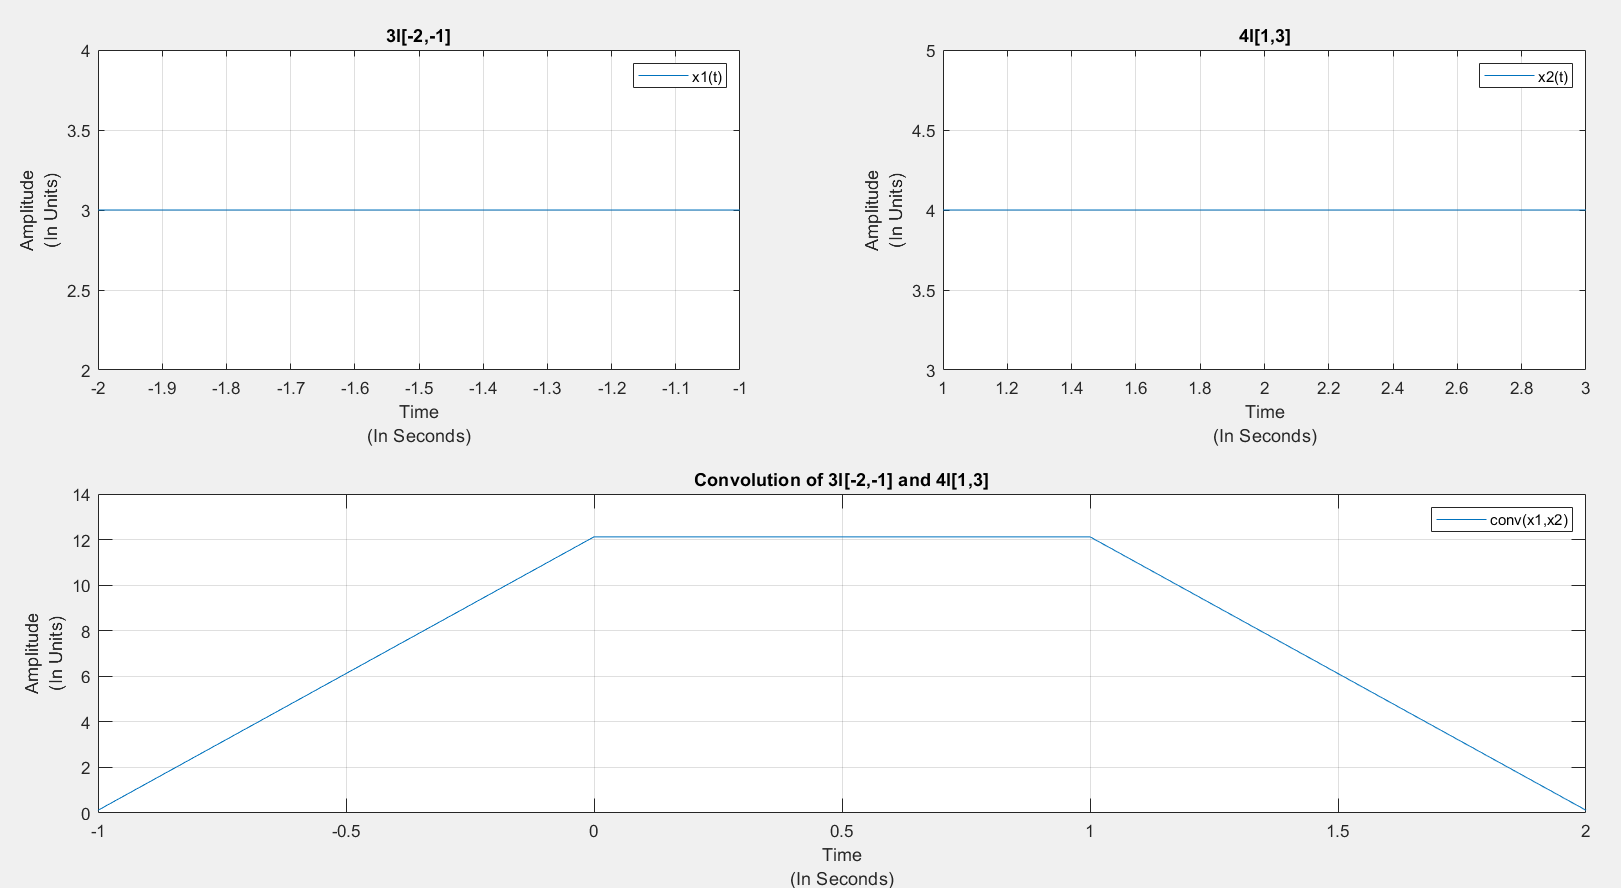 3I[-2,-1]
4
3.5
3
2.5
2
-2 -1.9 -1.8 -1.7 -1.6 -1.5 -1.4 -1.3 -1.2 -1.1 -1
Amplitude
(In Units)
Time
(In Seconds)
x1(t)
4I[1,3]
5
4.5
4
3.5
3
1 1.2 1.4 1.6 1.8 2 2.2 2.4 2.6 2.8 3
Amplitude
(In Units)
Time
(In Seconds)
x2(t)
Convolution of 3I[-2,-1] and 4I[1,3]
14
12
10
8
6
4
2
0
-1 -0.5 0 0.5 1 1.5 2
Amplitude
(In Units)
Time
(In Seconds)
conv(x1,x2)